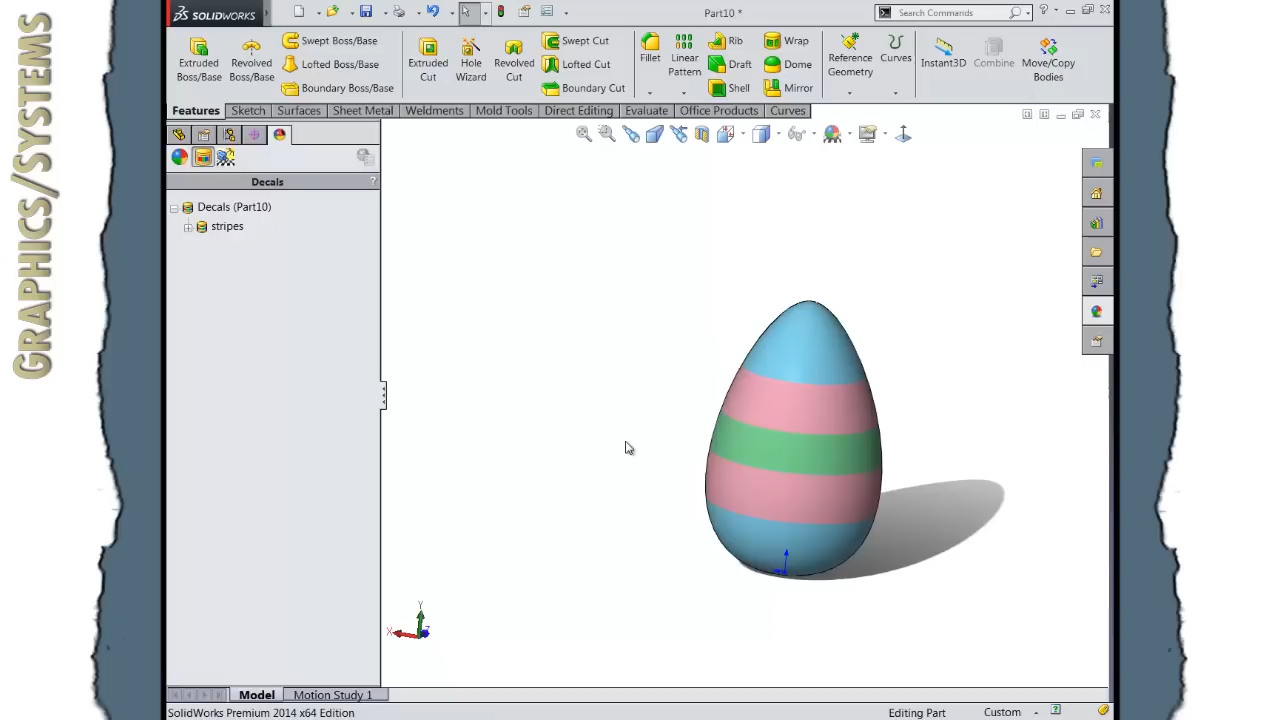 GRAPHICS/SYSTEMS
SOLIDWORKS
Part10 *
Search Commands
?
Extruded Boss/Base
Revolved Boss/Base
Swept Boss/Base
Lofted Boss/Base
Boundary Boss/Base
Extruded Cut
Hole Wizard
Revolved Cut
Swept Cut
Lofted Cut
Boundary Cut
Fillet
Linear Pattern
Rib
Draft
Shell
Wrap
Dome
Mirror
Reference Geometry
Curves
Instant3D
Combine
Move/Copy Bodies
Features Sketch Surfaces Sheet Metal Weldments Mold Tools Direct Editing Evaluate Office Products Curves
Decals ?
Decals (Part10)
stripes
Y
X
Z
Model Motion Study 1
SolidWorks Premium 2014 x64 Edition Editing Part Custom ?